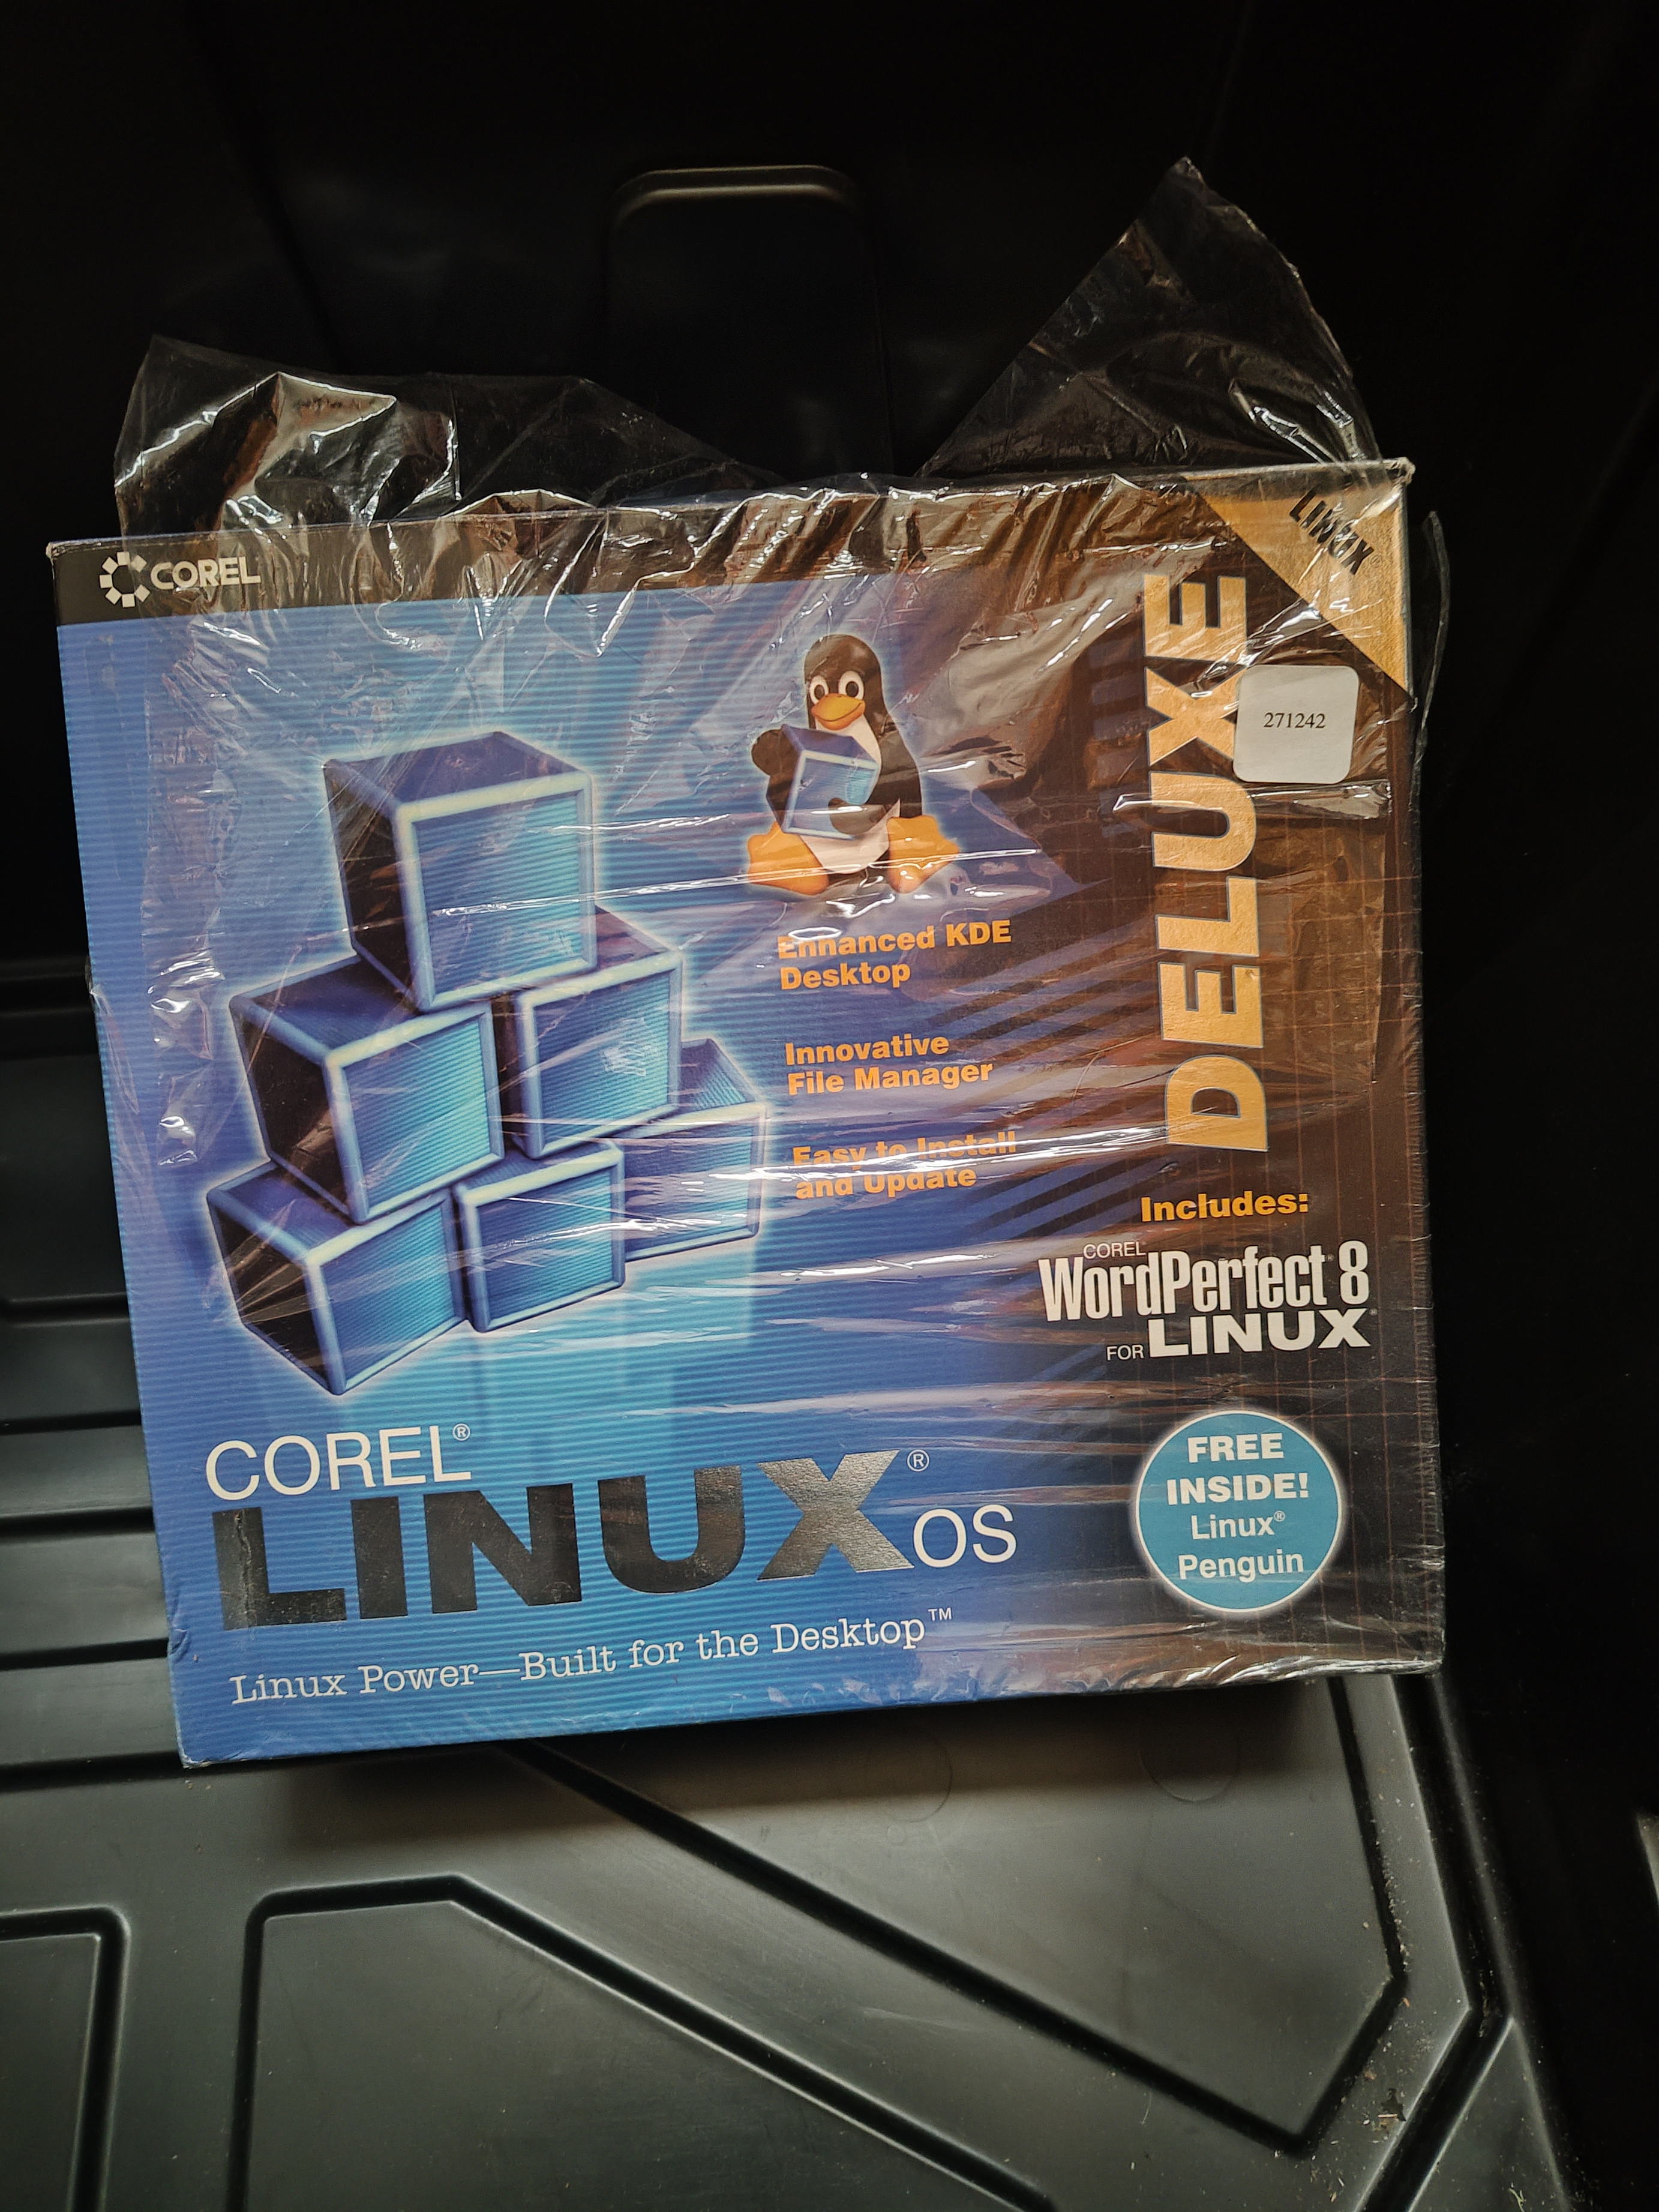 COREL
LINUX
DELUXE
271242
Enhanced KDE
Desktop
Innovative
File Manager
Easy to Install
and Update
Includes:
COREL
WordPerfect 8
FOR LINUX®
FREE
INSIDE!
Linux®
Penguin
COREL®
LINUX® OS
Linux Power—Built for the Desktop™